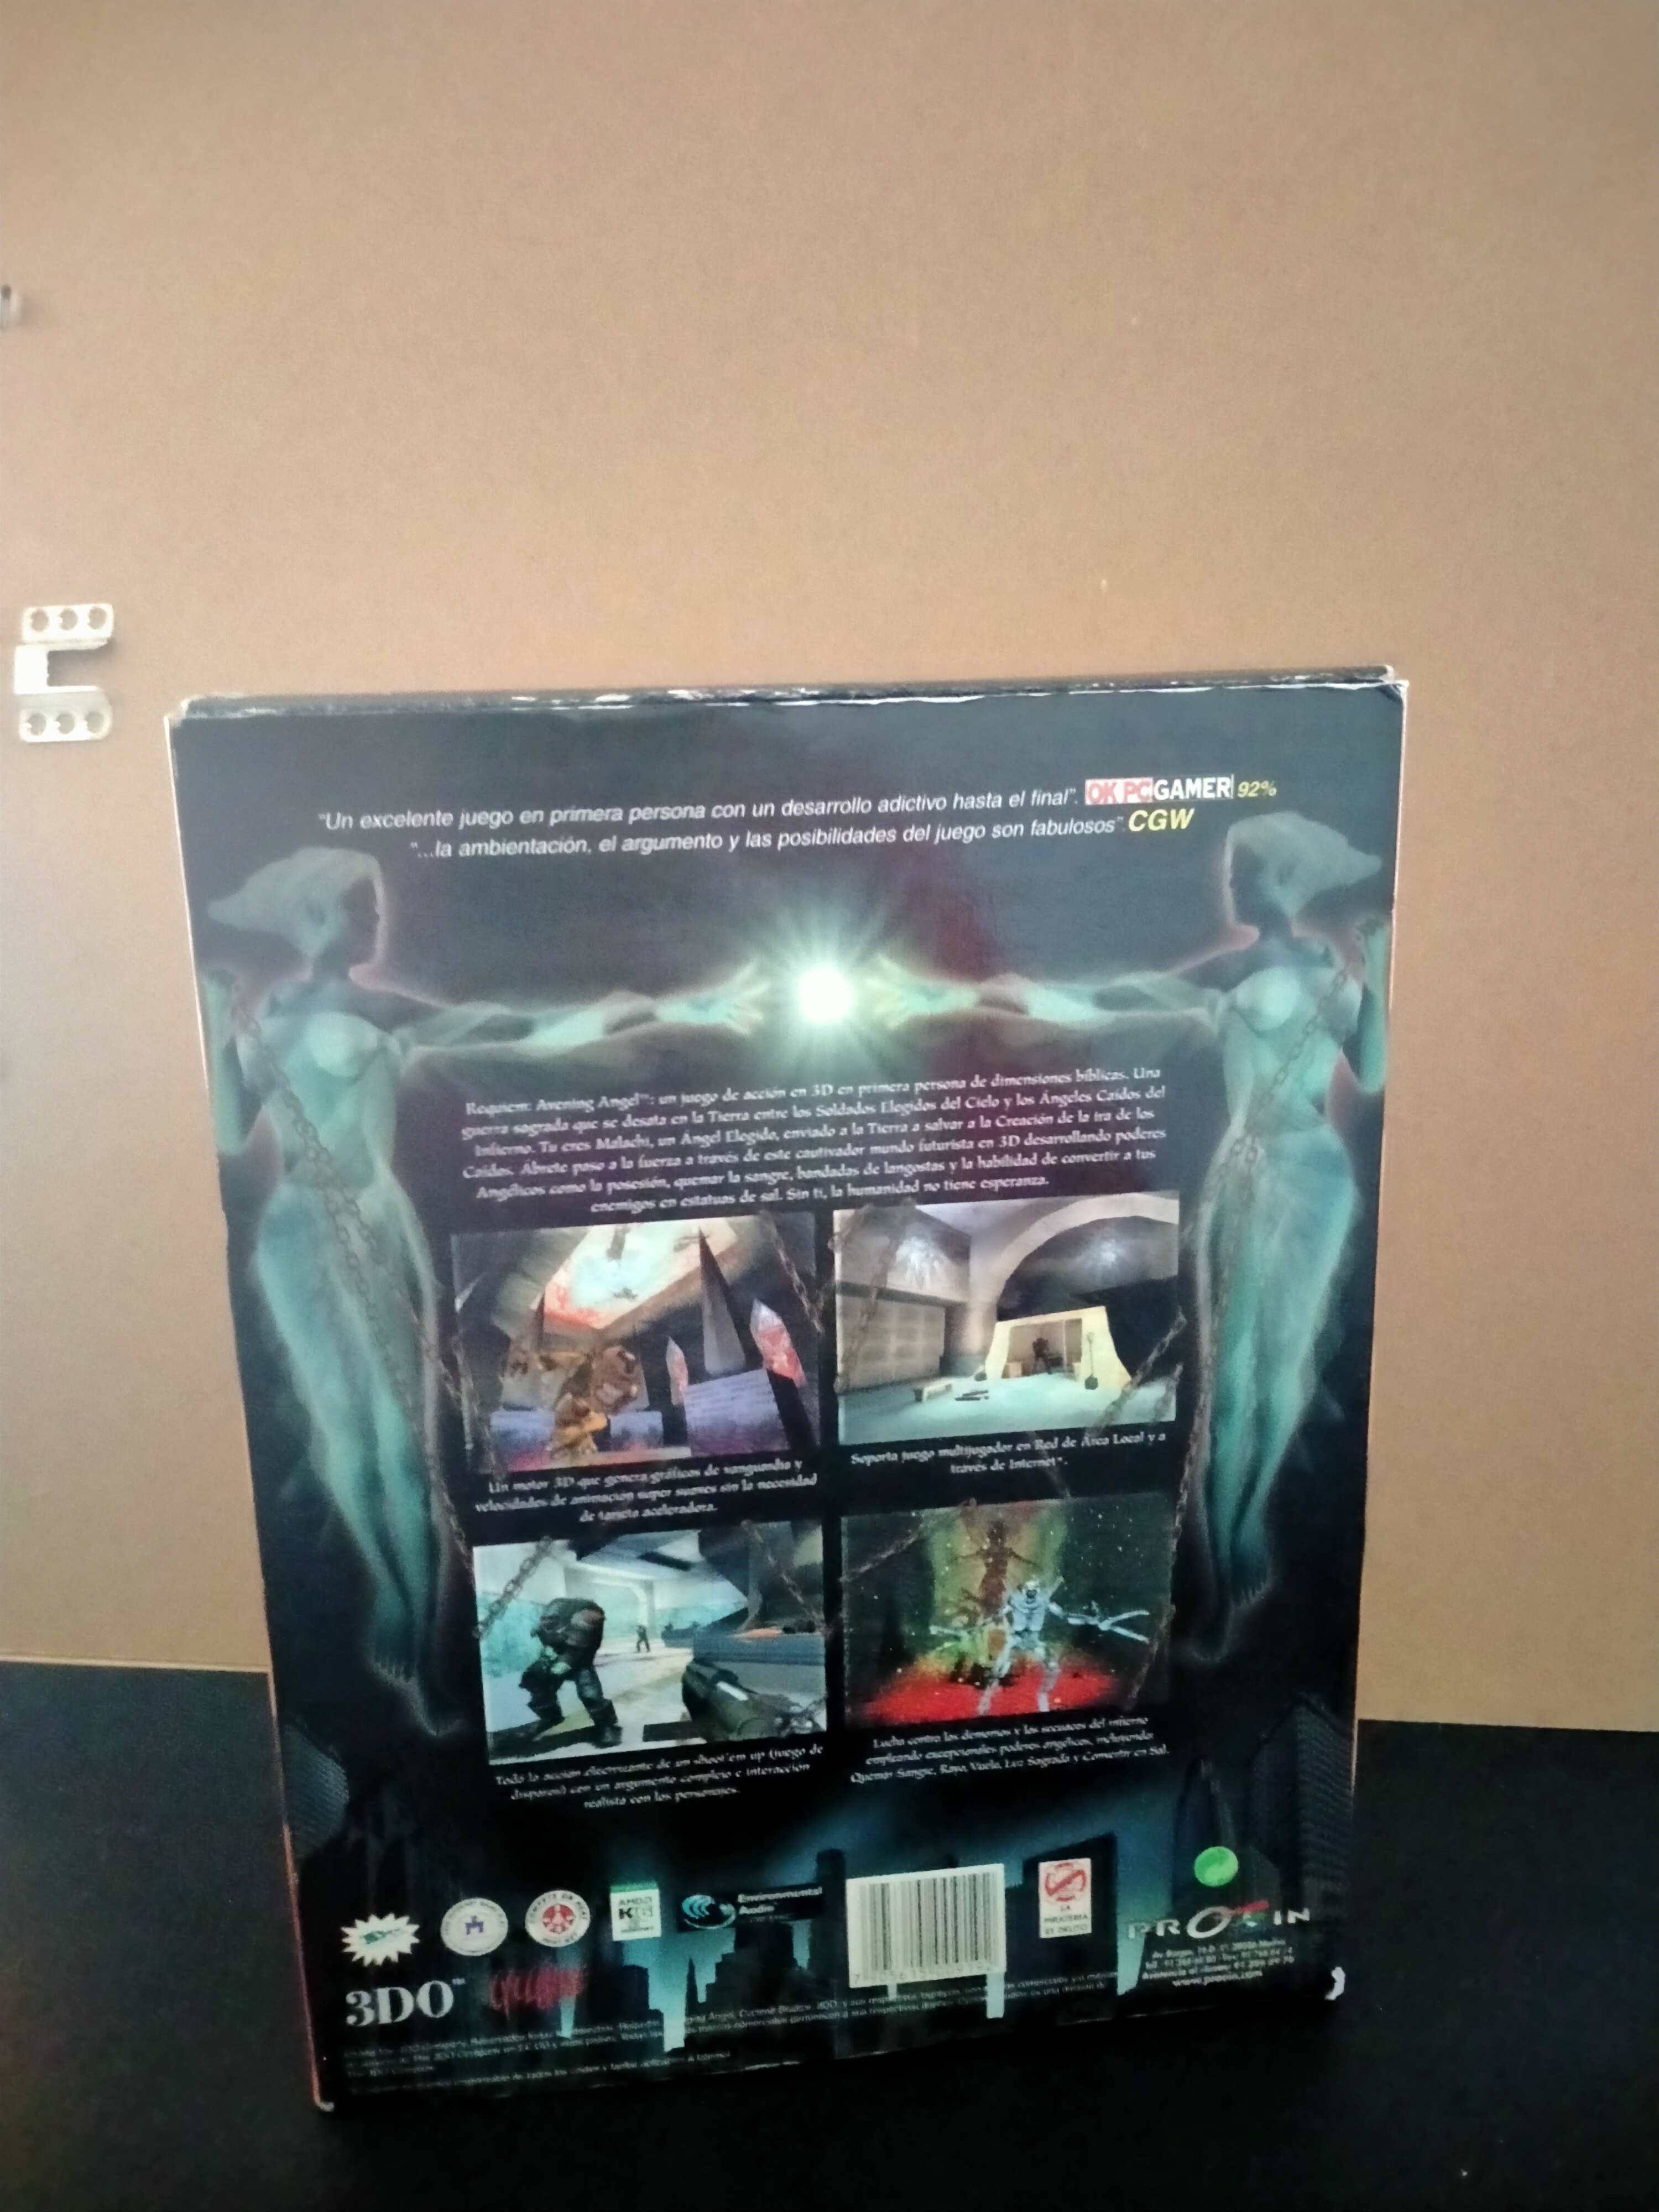 "Un excelente juego en primera persona con un desarrollo adictivo hasta el final". OK PCGAMER 92%
"...la ambientación, el argumento y las posibilidades del juego son fabulosos". CGW
Requiem: Avening Angel™: un juego de acción en 3D en primera persona de dimensiones bíblicas. Una
guerra sagrada que se desata en la Tierra entre los Soldados Elegidos del Cielo y los Ángeles Caídos del
Infierno. Tu eres Malachi, un Ángel Elegido, enviado a la Tierra a salvar a la Creación de la ira de los
Caídos. Ábrete paso a la fuerza a través de este cautivador mundo futurista en 3D desarrollando poderes
Angélicos como la posesión, quemar la sangre, bandadas de langostas y la habilidad de convertir a tus
enemigos en estatuas de sal. Sin ti, la humanidad no tiene esperanza.
Un motor 3D que genera gráficos de vanguardia y
velocidades de animación super suaves sin la necesidad
de tarjeta aceleradora.
Soporta juego multijugador en Red de Área Local y a
través de Internet*.
Toda la acción electrizante de un shoot'em up (juego de
disparos) con un argumento complejo e interacción
realista con los personajes.
Lucha contra los demonios y los secuaces del infierno
empleando excepcionales poderes angélicos, incluyendo:
Quemar Sangre, Rayo, Vuelo, Luz Sagrada y Convertir en Sal.
AMD
K6
Environmental
Audio
LA
PIRATERIA
ES DELITO
PROEIN
www.proein.com
3DO™